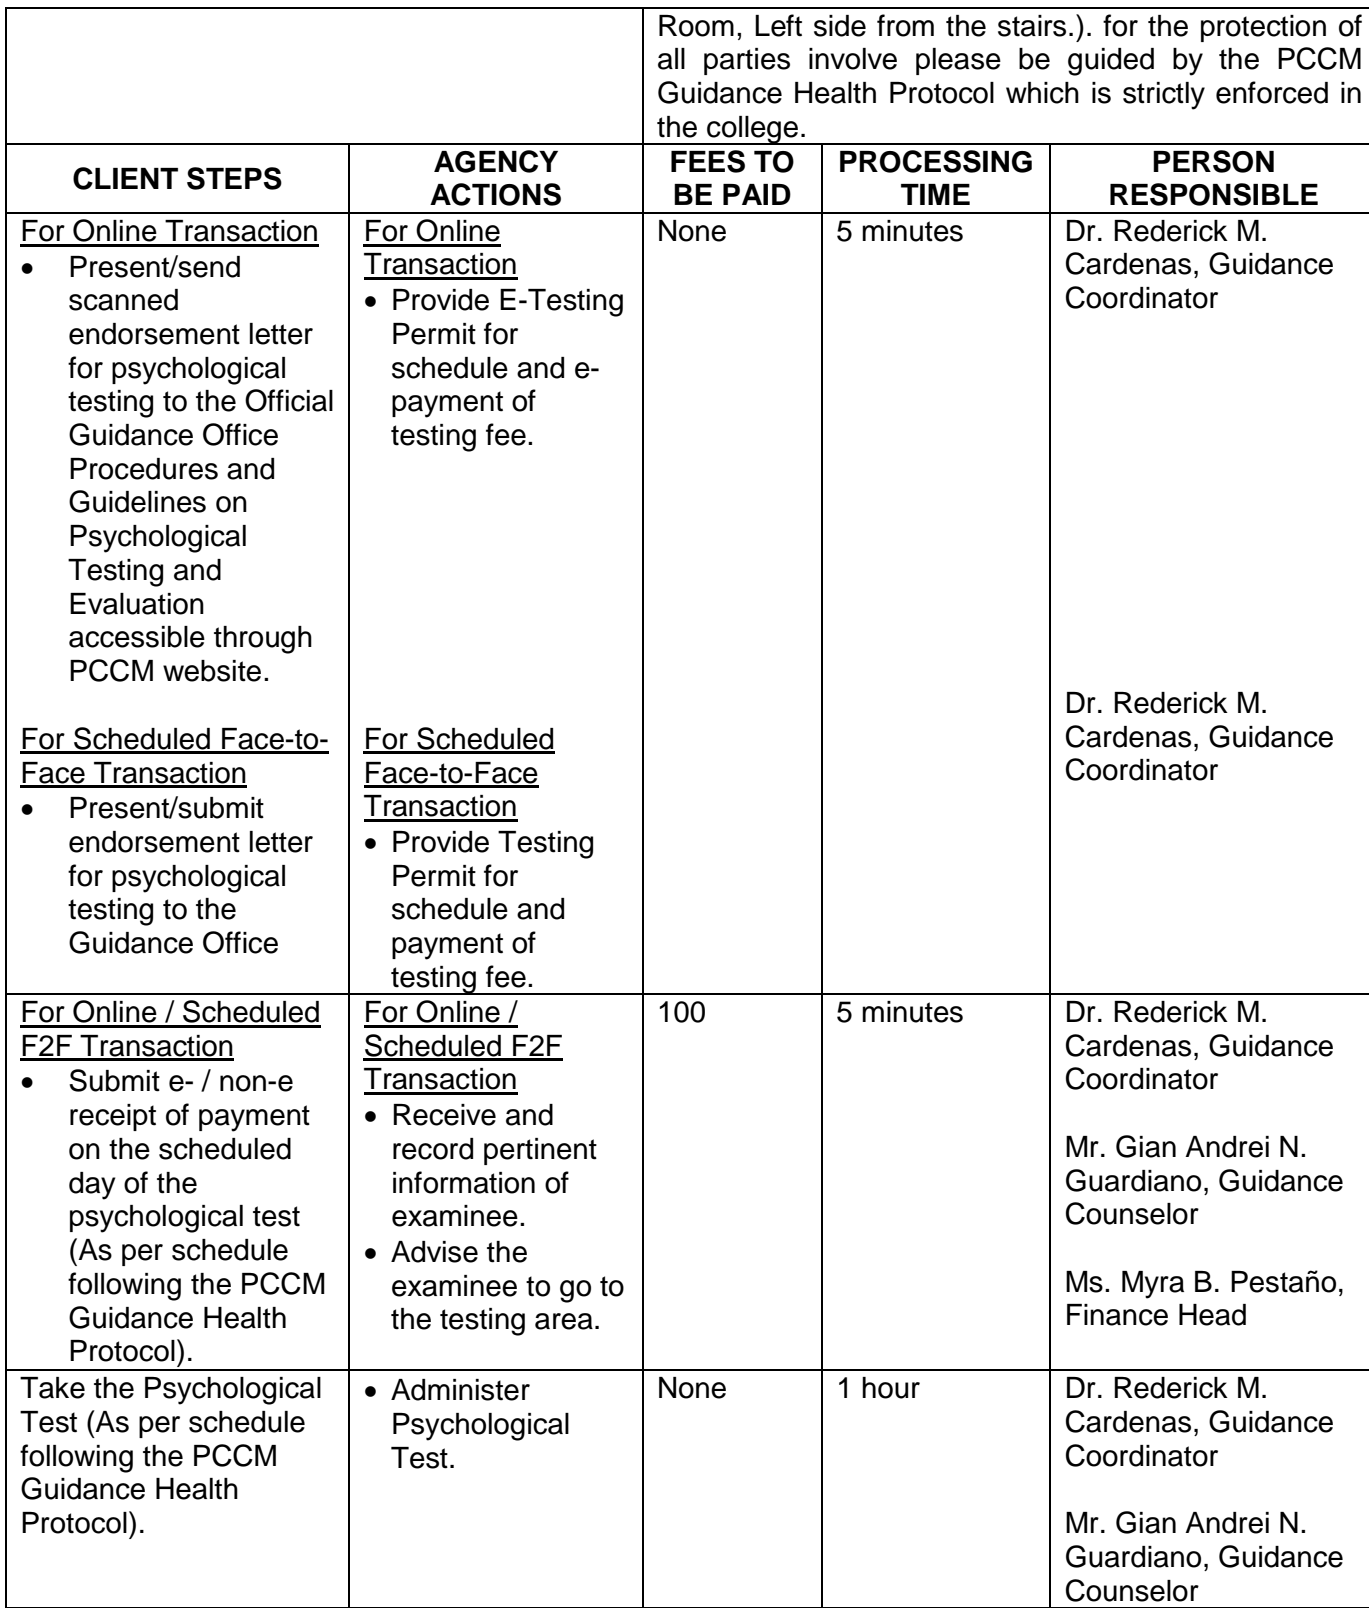 Room, Left side from the stairs.). for the protection of
all parties involve please be guided by the PCCM
Guidance Health Protocol which is strictly enforced in
the college.
CLIENT STEPS
AGENCY
ACTIONS
FEES TO
BE PAID
PROCESSING
TIME
PERSON
RESPONSIBLE
For Online Transaction
• Present/send
scanned
endorsement letter
for psychological
testing to the Official
Guidance Office
Procedures and
Guidelines on
Psychological
Testing and
Evaluation
accessible through
PCCM website.
For Scheduled Face-to-
Face Transaction
• Present/submit
endorsement letter
for psychological
testing to the
Guidance Office
For Online
Transaction
• Provide E-Testing
Permit for
schedule and e-
payment of
testing fee.
For Scheduled
Face-to-Face
Transaction
• Provide Testing
Permit for
schedule and
payment of
testing fee.
None
5 minutes
Dr. Rederick M.
Cardenas, Guidance
Coordinator
Dr. Rederick M.
Cardenas, Guidance
Coordinator
For Online / Scheduled
F2F Transaction
• Submit e- / non-e
receipt of payment
on the scheduled
day of the
psychological test
(As per schedule
following the PCCM
Guidance Health
Protocol).
For Online /
Scheduled F2F
Transaction
• Receive and
record pertinent
information of
examinee.
• Advise the
examinee to go to
the testing area.
100
5 minutes
Dr. Rederick M.
Cardenas, Guidance
Coordinator
Mr. Gian Andrei N.
Guardiano, Guidance
Counselor
Ms. Myra B. Pestaño,
Finance Head
Take the Psychological
Test (As per schedule
following the PCCM
Guidance Health
Protocol).
• Administer
Psychological
Test.
None
1 hour
Dr. Rederick M.
Cardenas, Guidance
Coordinator
Mr. Gian Andrei N.
Guardiano, Guidance
Counselor